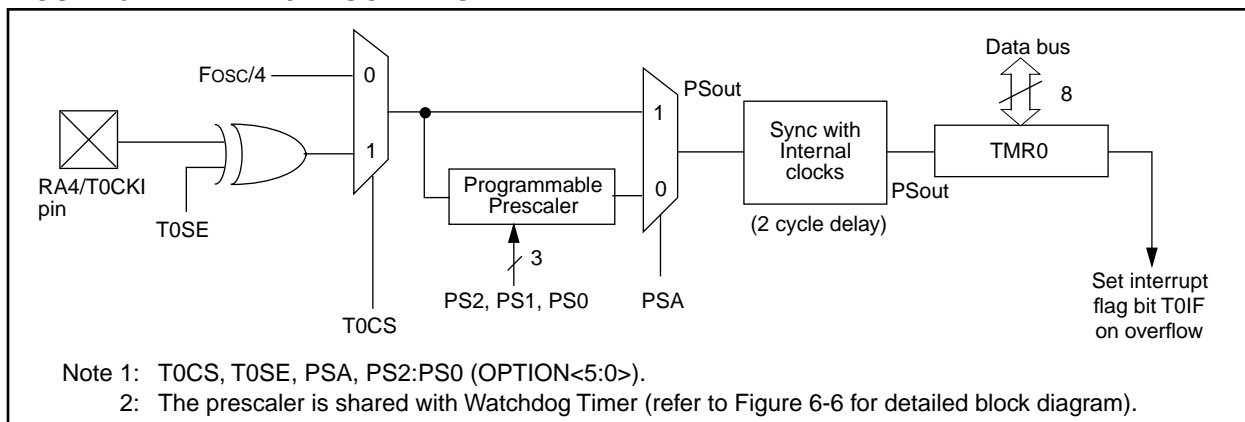 Data bus
8
FOSC/4
0
1
RA4/T0CKI
pin
T0SE
T0CS
Programmable
Prescaler
3
PS2, PS1, PS0
1
0
PSA
PSout
Sync with
Internal
clocks
(2 cycle delay)
PSout
TMR0
Set interrupt
flag bit T0IF
on overflow
Note 1: T0CS, T0SE, PSA, PS2:PS0 (OPTION<5:0>).
2: The prescaler is shared with Watchdog Timer (refer to Figure 6-6 for detailed block diagram).